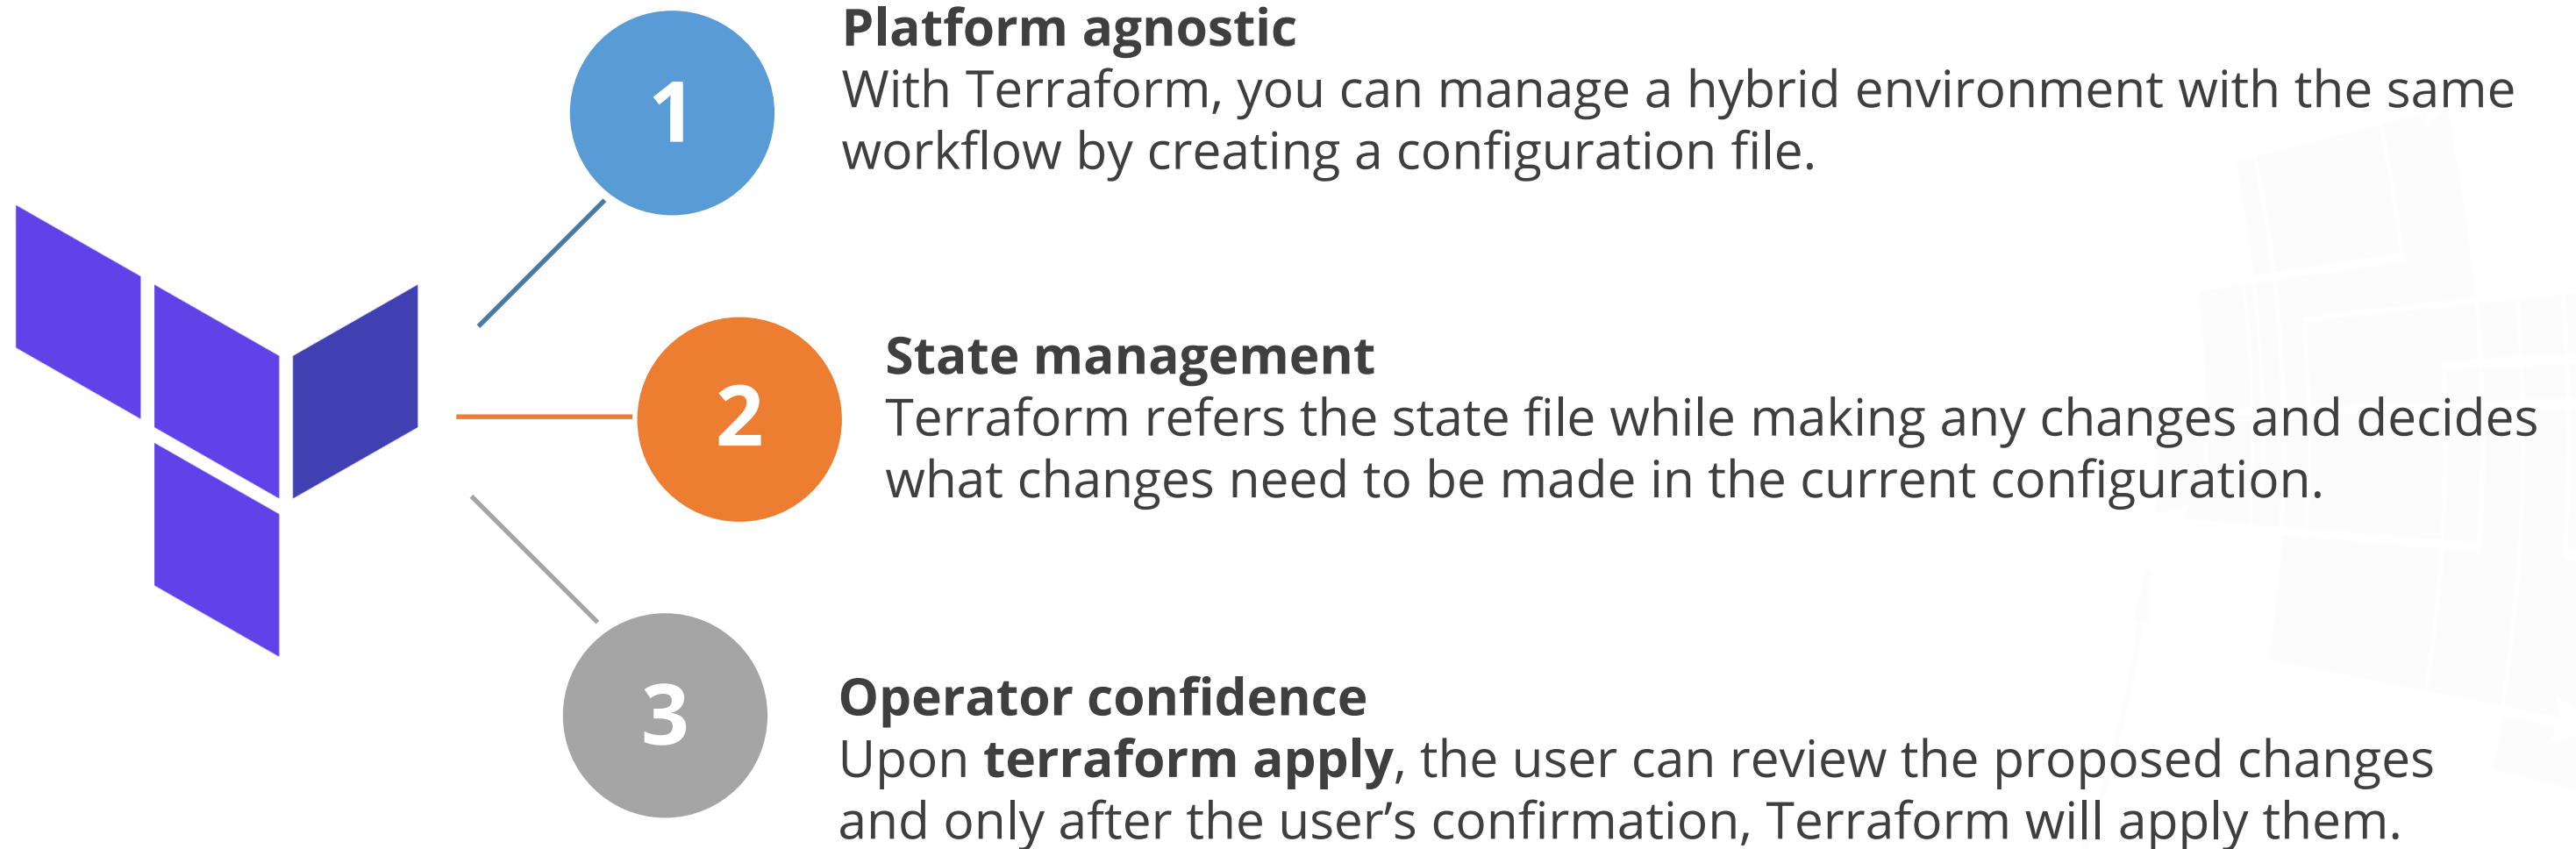 1
Platform agnostic
With Terraform, you can manage a hybrid environment with the same
workflow by creating a configuration file.
2
State management
Terraform refers the state file while making any changes and decides
what changes need to be made in the current configuration.
3
Operator confidence
Upon terraform apply, the user can review the proposed changes
and only after the user’s confirmation, Terraform will apply them.